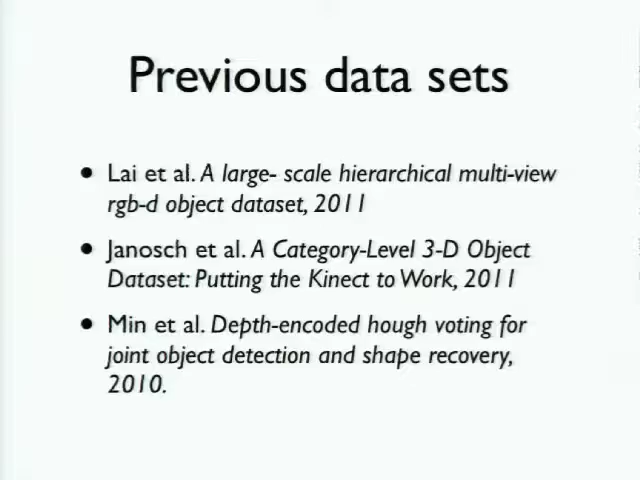 Previous data sets
• Lai et al. A large- scale hierarchical multi-view
rgb-d object dataset, 2011
• Janosch et al. A Category-Level 3-D Object
Dataset: Putting the Kinect to Work, 2011
• Min et al. Depth-encoded hough voting for
joint object detection and shape recovery,
2010.